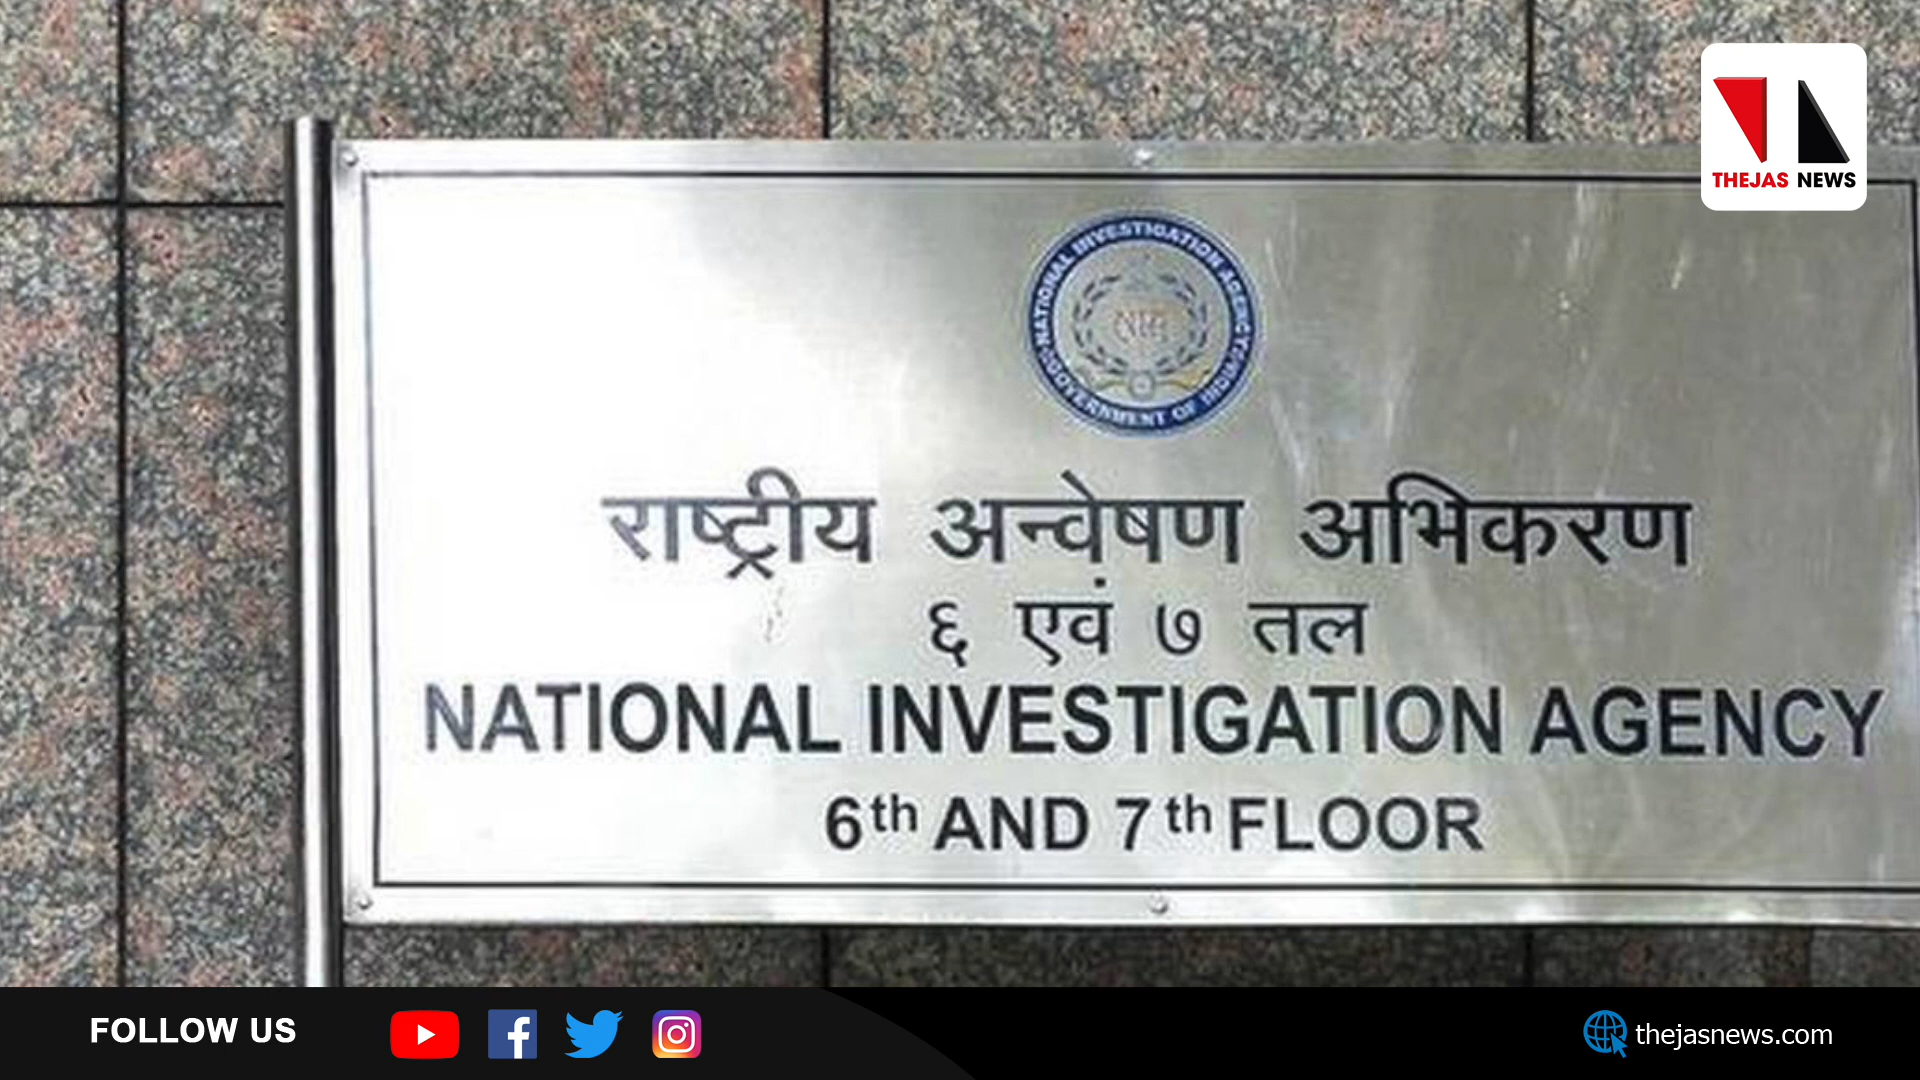 THEJAS NEWS
NATIONAL INVESTIGATION AGENCY
GOVERNMENT OF INDIA
NIA
राष्ट्रीय अन्वेषण अभिकरण
६ एवं ७ तल
NATIONAL INVESTIGATION AGENCY
6th AND 7th FLOOR
FOLLOW US
thejasnews.com